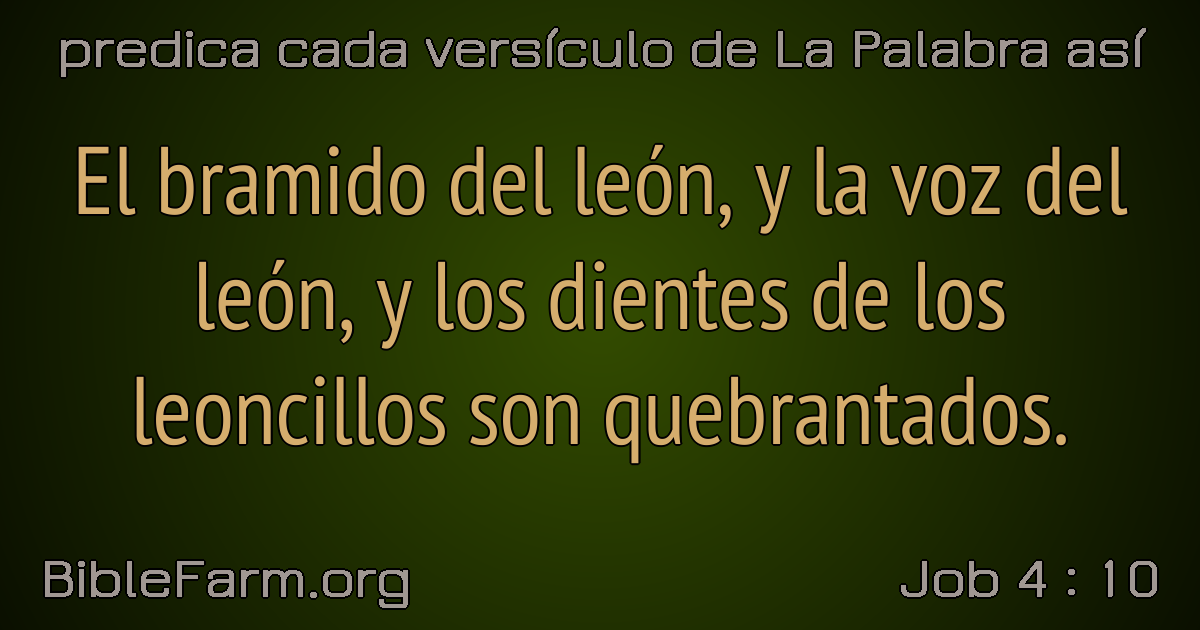 predica cada versículo de La Palabra así
El bramido del león, y la voz del
león, y los dientes de los
leoncillos son quebrantados.
BibleFarm.org
Job 4 : 10